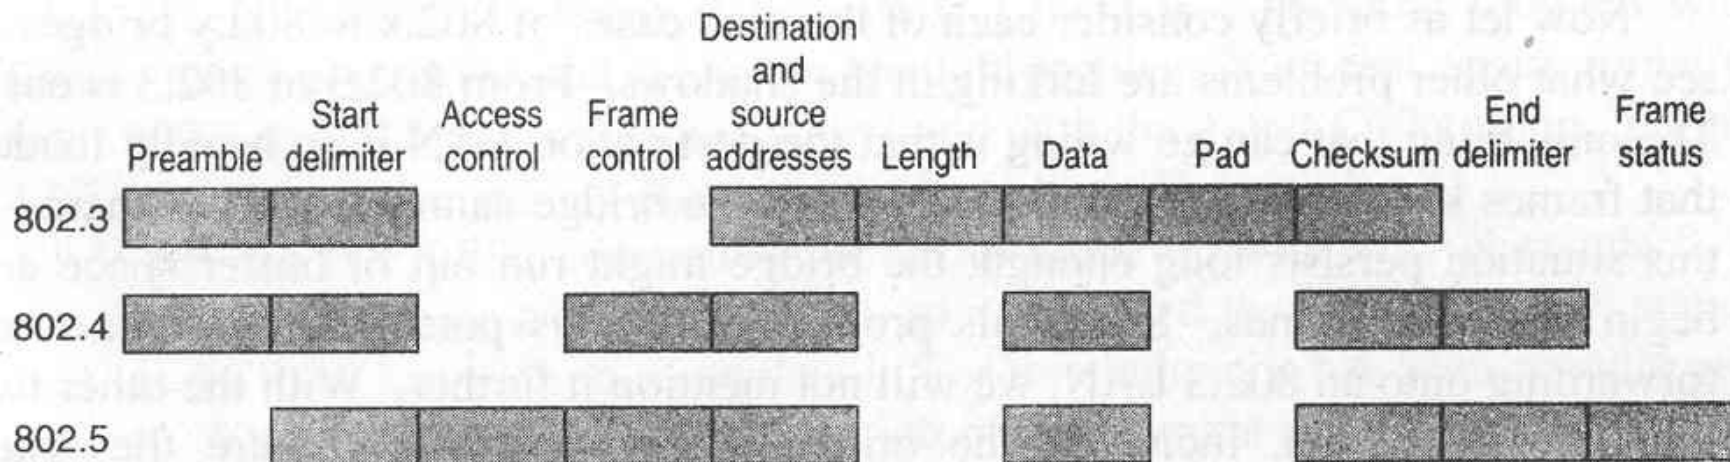 Destination
and
Start Access Frame source End Frame
Preamble delimiter control control addresses Length Data Pad Checksum delimiter status
802.3
802.4
802.5